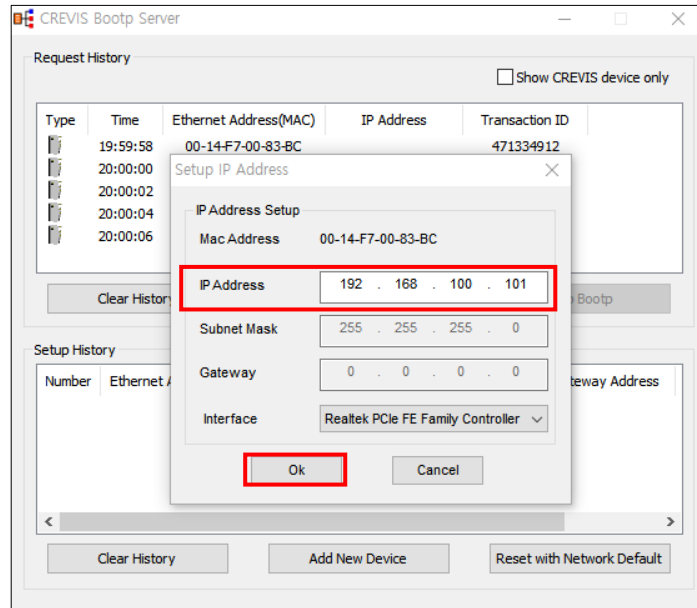 CREVIS Bootp Server
Request History
Show CREVIS device only
Type Time Ethernet Address(MAC) IP Address Transaction ID
19:59:58 00-14-F7-00-83-BC 471334912
20:00:00
20:00:02
20:00:04
20:00:06
Setup IP Address
IP Address Setup
Mac Address 00-14-F7-00-83-BC
IP Address 192 . 168 . 100 . 101
Subnet Mask 255 . 255 . 255 . 0
Gateway 0 . 0 . 0 . 0
Interface Realtek PCIe FE Family Controller
Ok Cancel
Clear History
Bootp
Setup History
Number Ethernet Address
Clear History Add New Device Reset with Network Default